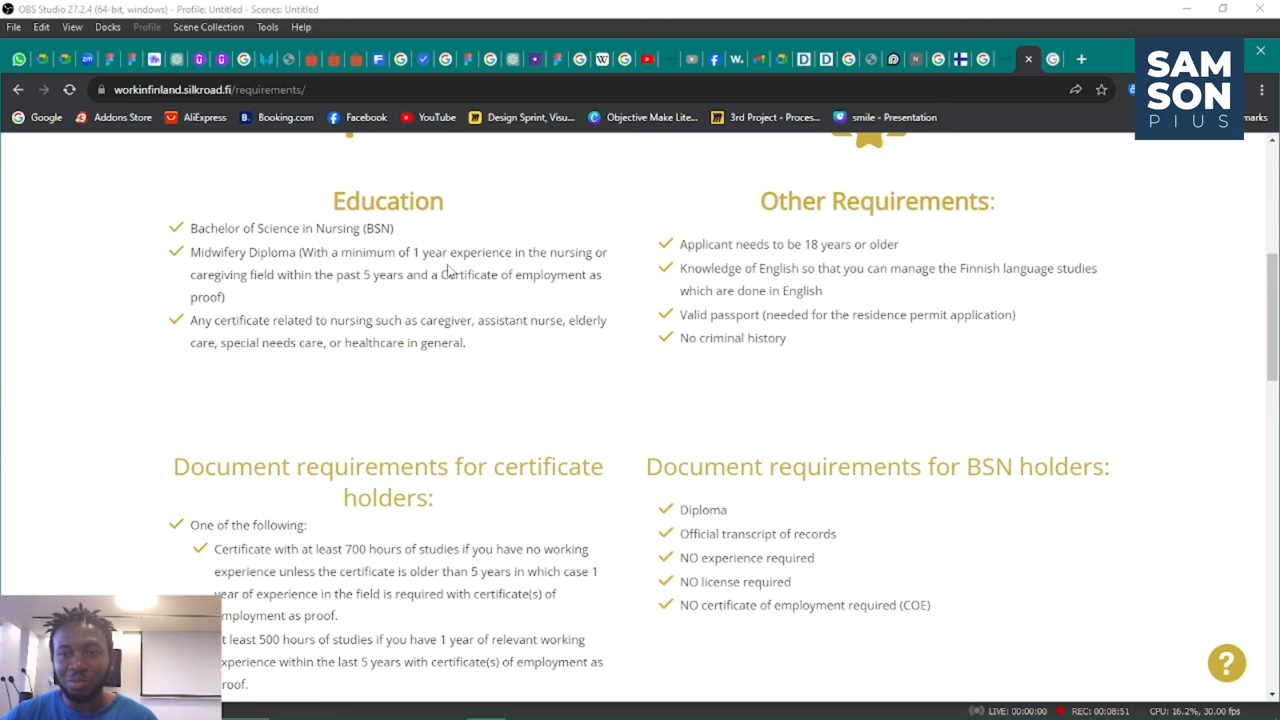 OBS Studio 27.2.4 (64-bit, windows) - Profile: Untitled - Scenes: Untitled
File Edit View Docks Profile Scene Collection Tools Help
workinfinland.silkroad.fi/requirements/
Google Addons Store AliExpress Booking.com Facebook YouTube Design Sprint, Visu... Objective Make Lite... 3rd Project - Proces... smile - Presentation
SAM
SON
PIUS
Education
Bachelor of Science in Nursing (BSN)
Midwifery Diploma (With a minimum of 1 year experience in the nursing or
caregiving field within the past 5 years and a certificate of employment as
proof)
Any certificate related to nursing such as caregiver, assistant nurse, elderly
care, special needs care, or healthcare in general.
Other Requirements:
Applicant needs to be 18 years or older
Knowledge of English so that you can manage the Finnish language studies
which are done in English
Valid passport (needed for the residence permit application)
No criminal history
Document requirements for certificate
holders:
One of the following:
Certificate with at least 700 hours of studies if you have no working
experience unless the certificate is older than 5 years in which case 1
year of experience in the field is required with certificate(s) of
mployment as proof.
t least 500 hours of studies if you have 1 year of relevant working
xperience within the last 5 years with certificate(s) of employment as
roof.
Document requirements for BSN holders:
Diploma
Official transcript of records
NO experience required
NO license required
NO certificate of employment required (COE)
?
LIVE: 00:00:00 REC: 00:08:51 CPU: 16.2%, 30.00 fps